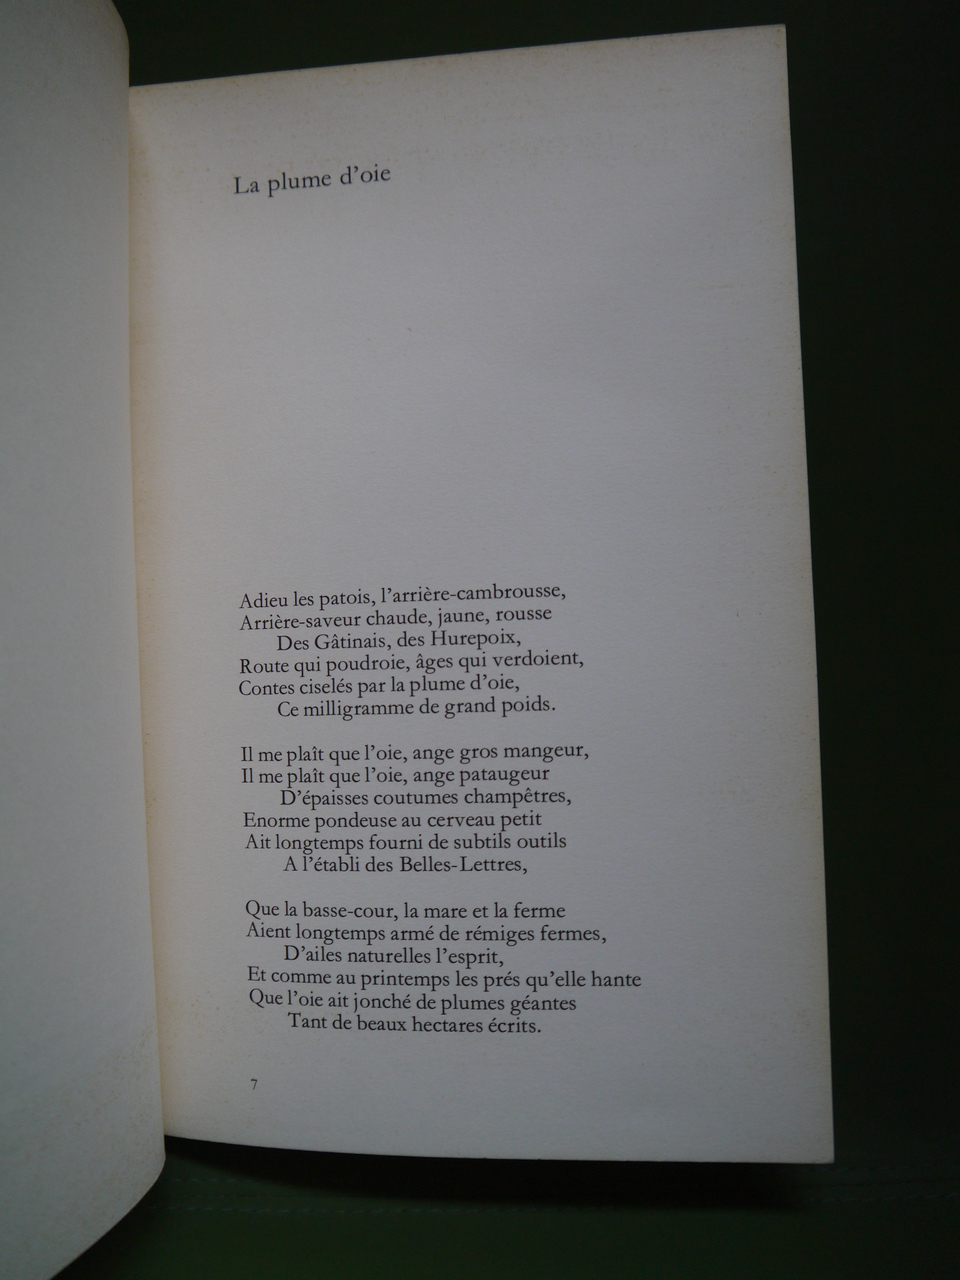 La plume d'oie
Adieu les patois, l'arrière-cambrousse,
Arrière-saveur chaude, jaune, rousse
Des Gâtinais, des Hurepoix,
Route qui poudroie, âges qui verdoient,
Contes ciselés par la plume d'oie,
Ce milligramme de grand poids.
Il me plaît que l'oie, ange gros mangeur,
Il me plaît que l'oie, ange pataugeur
D'épaisses coutumes champêtres,
Enorme pondeuse au cerveau petit
Ait longtemps fourni de subtils outils
A l'établi des Belles-Lettres,
Que la basse-cour, la mare et la ferme
Aient longtemps armé de rémiges fermes,
D'ailes naturelles l'esprit,
Et comme au printemps les prés qu'elle hante
Que l'oie ait jonché de plumes géantes
Tant de beaux hectares écrits.
7